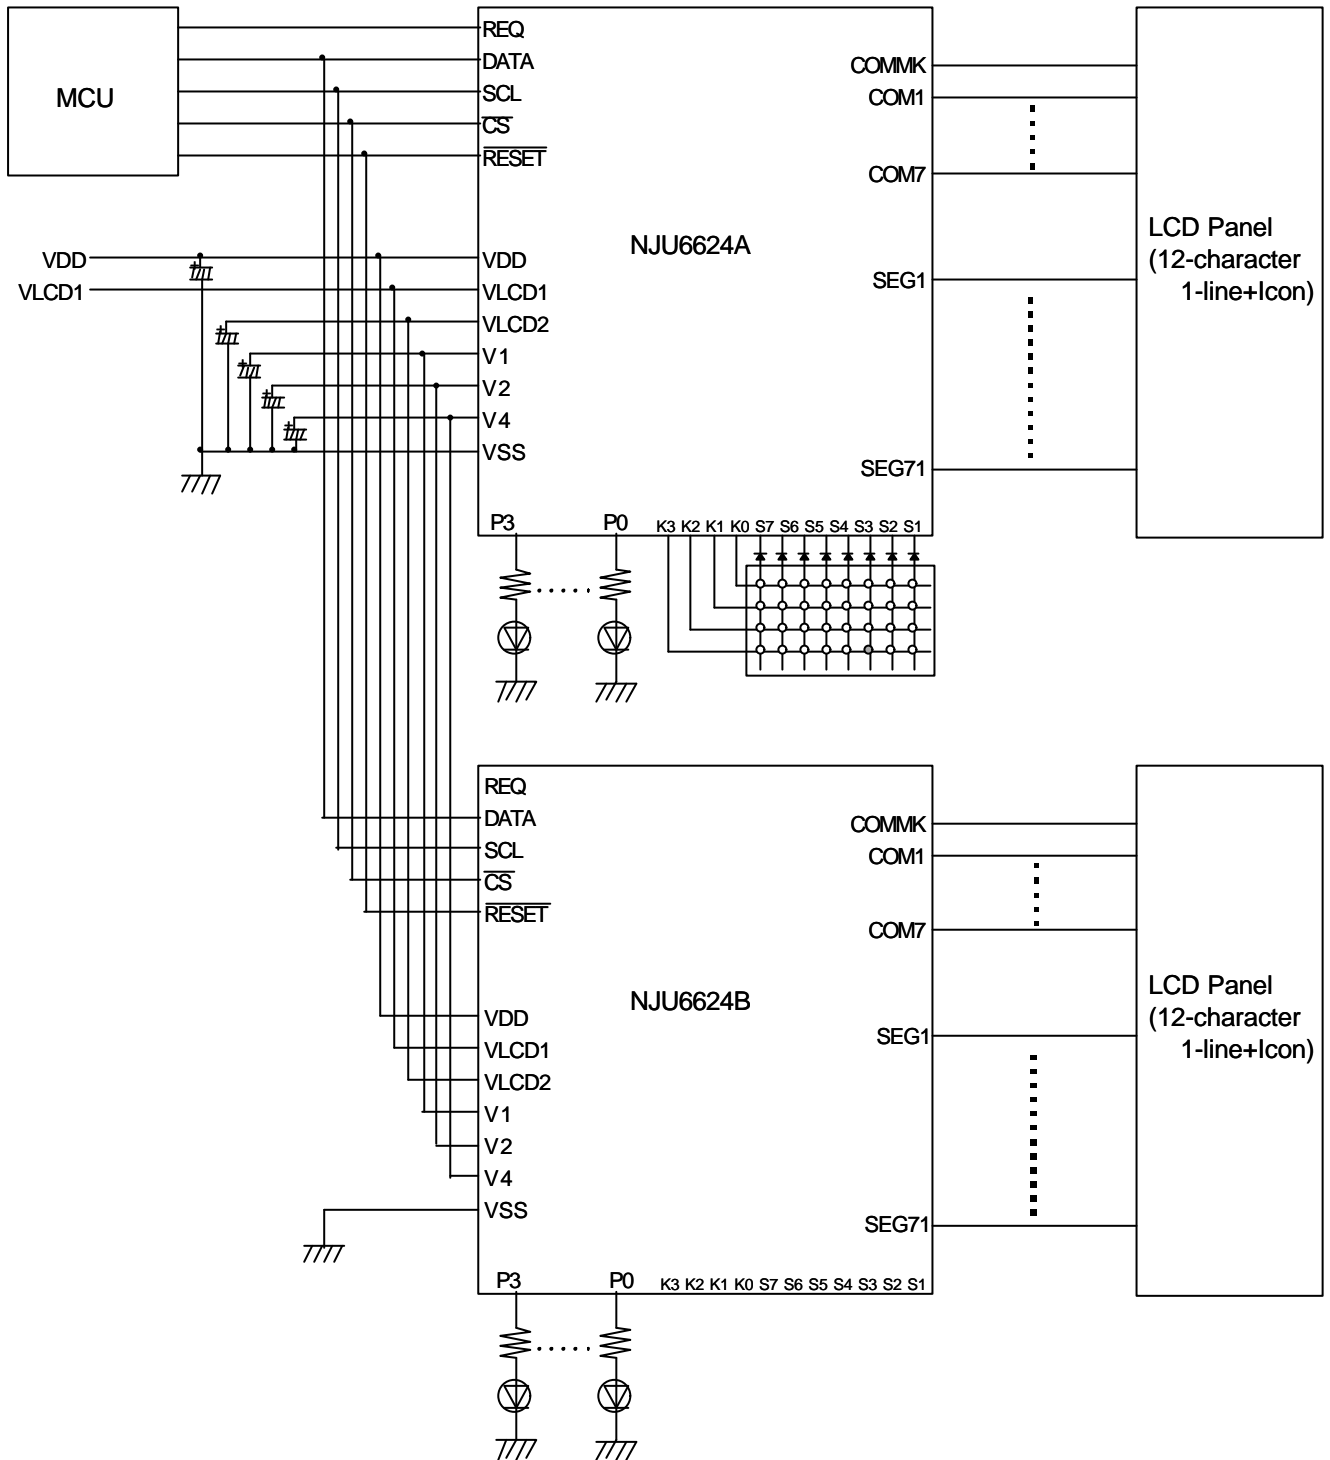 MCU
REQ
DATA
SCL
CS
RESET
VDD
VLCD1
VDD
VLCD1
VLCD2
V1
V2
V4
VSS
NJU6624A
COMMK
COM1
COM7
SEG1
SEG71
LCD Panel
(12-character
1-line+Icon)
P3
P0
K3 K2 K1 K0 S7 S6 S5 S4 S3 S2 S1
REQ
DATA
SCL
CS
RESET
VDD
VLCD1
VLCD2
V1
V2
V4
VSS
NJU6624B
COMMK
COM1
COM7
SEG1
SEG71
LCD Panel
(12-character
1-line+Icon)
P3
P0
K3 K2 K1 K0 S7 S6 S5 S4 S3 S2 S1